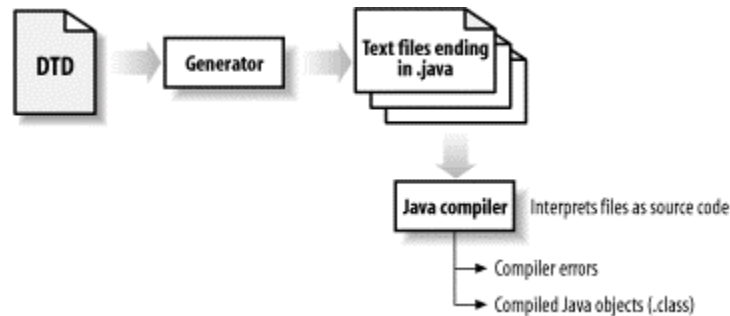 DTD
Generator
Text files ending
in .java
Java compiler
Interprets files as source code
Compiler errors
Compiled Java objects (.class)